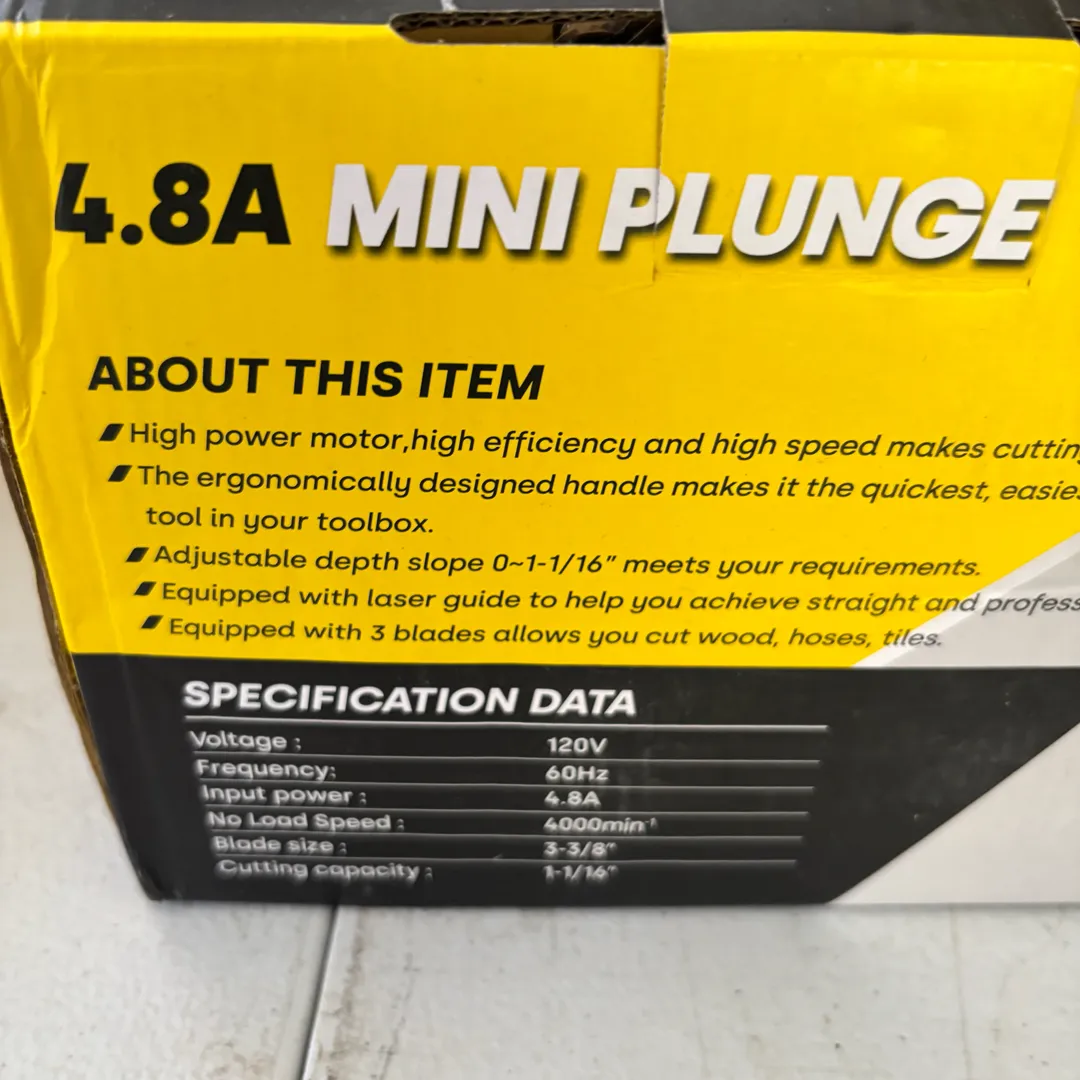 4.8A MINI PLUNGE
ABOUT THIS ITEM
High power motor,high efficiency and high speed makes cutting
The ergonomically designed handle makes it the quickest, easies
tool in your toolbox.
Adjustable depth slope 0~1-1/16" meets your requirements.
Equipped with laser guide to help you achieve straight and profess
Equipped with 3 blades allows you cut wood, hoses, tiles.
SPECIFICATION DATA
Voltage : 120V
Frequency: 60Hz
Input power : 4.8A
No Load Speed : 4000min⁻¹
Blade size : 3-3/8"
Cutting capacity : 1-1/16"